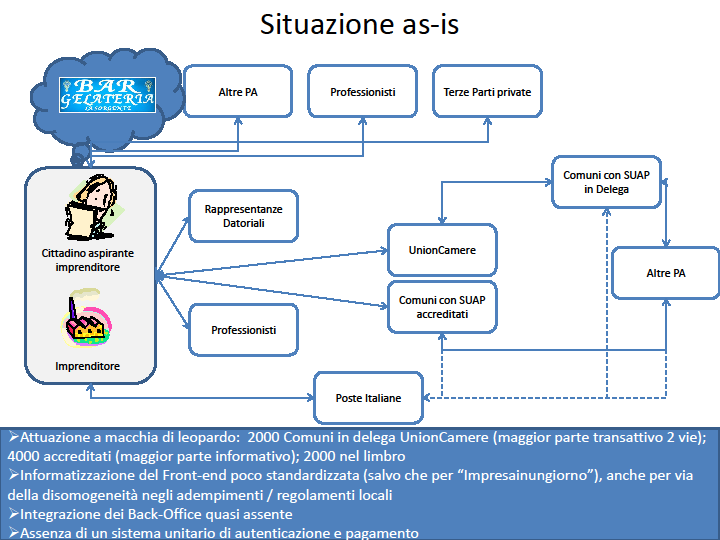 Situazione as-is
BAR
GELATERIA
LA SORGENTE
Altre PA
Professionisti
Terze Parti private
Comuni con SUAP
in Delega
Rappresentanze
Datoriali
Cittadino aspirante
imprenditore
UnionCamere
Altre PA
Comuni con SUAP
accreditati
Professionisti
Imprenditore
Poste Italiane
➢Attuazione a macchia di leopardo:  2000 Comuni in delega UnionCamere (maggior parte transattivo 2 vie);
4000 accreditati (maggior parte informativo); 2000 nel limbro
➢Informatizzazione del Front-end poco standardizzata (salvo che per “Impresainungiorno”), anche per via
della disomogeneità negli adempimenti / regolamenti locali
➢Integrazione dei Back-Office quasi assente
➢Assenza di un sistema unitario di autenticazione e pagamento